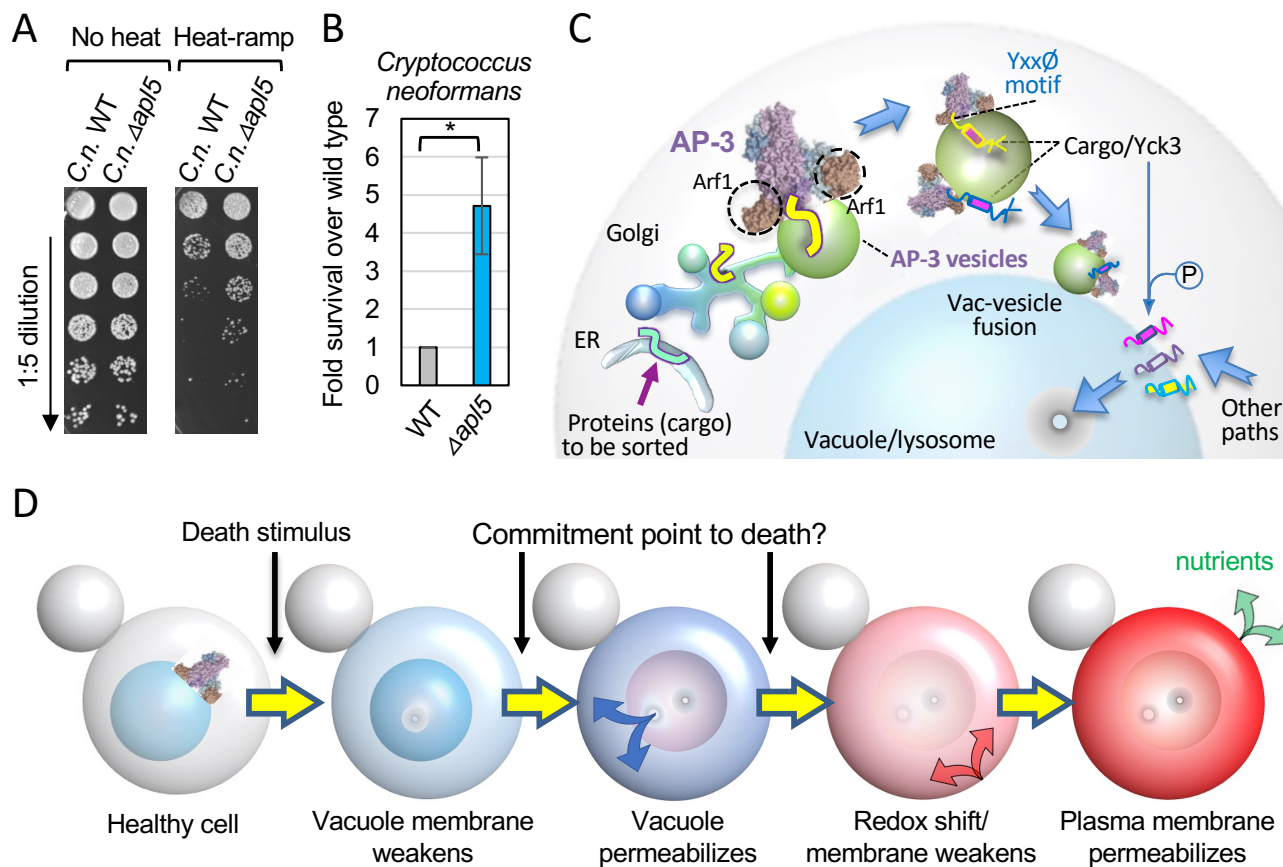 A
No heat Heat-ramp
C.n. WT
C.n. Δapl5
C.n. WT
C.n. Δapl5
1:5 dilution
B
Cryptococcus
neoformans
Fold survival over wild type
7
6
5
4
3
2
1
0
*
WT
Δapl5
C
YxxØ
motif
AP-3
Cargo/Yck3
Arf1
Arf1
Golgi
AP-3 vesicles
P
Vac-vesicle
fusion
ER
Proteins (cargo)
to be sorted
Vacuole/lysosome
Other
paths
D
Death stimulus
Commitment point to death?
nutrients
Healthy cell
Vacuole membrane
weakens
Vacuole
permeabilizes
Redox shift/
membrane weakens
Plasma membrane
permeabilizes